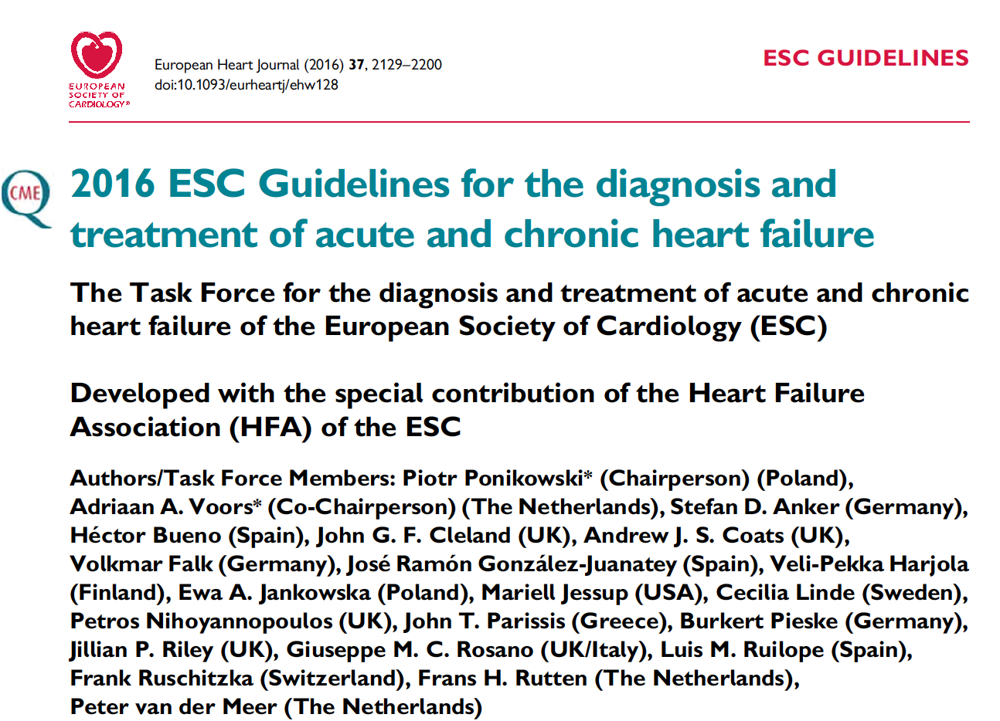 EUROPEAN
SOCIETY OF
CARDIOLOGY®
European Heart Journal (2016) 37, 2129–2200
doi:10.1093/eurheartj/ehw128
ESC GUIDELINES
CME
2016 ESC Guidelines for the diagnosis and
treatment of acute and chronic heart failure
The Task Force for the diagnosis and treatment of acute and chronic
heart failure of the European Society of Cardiology (ESC)
Developed with the special contribution of the Heart Failure
Association (HFA) of the ESC
Authors/Task Force Members: Piotr Ponikowski* (Chairperson) (Poland),
Adriaan A. Voors* (Co-Chairperson) (The Netherlands), Stefan D. Anker (Germany),
Héctor Bueno (Spain), John G. F. Cleland (UK), Andrew J. S. Coats (UK),
Volkmar Falk (Germany), José Ramón González-Juanatey (Spain), Veli-Pekka Harjola
(Finland), Ewa A. Jankowska (Poland), Mariell Jessup (USA), Cecilia Linde (Sweden),
Petros Nihoyannopoulos (UK), John T. Parissis (Greece), Burkert Pieske (Germany),
Jillian P. Riley (UK), Giuseppe M. C. Rosano (UK/Italy), Luis M. Ruilope (Spain),
Frank Ruschitzka (Switzerland), Frans H. Rutten (The Netherlands),
Peter van der Meer (The Netherlands)